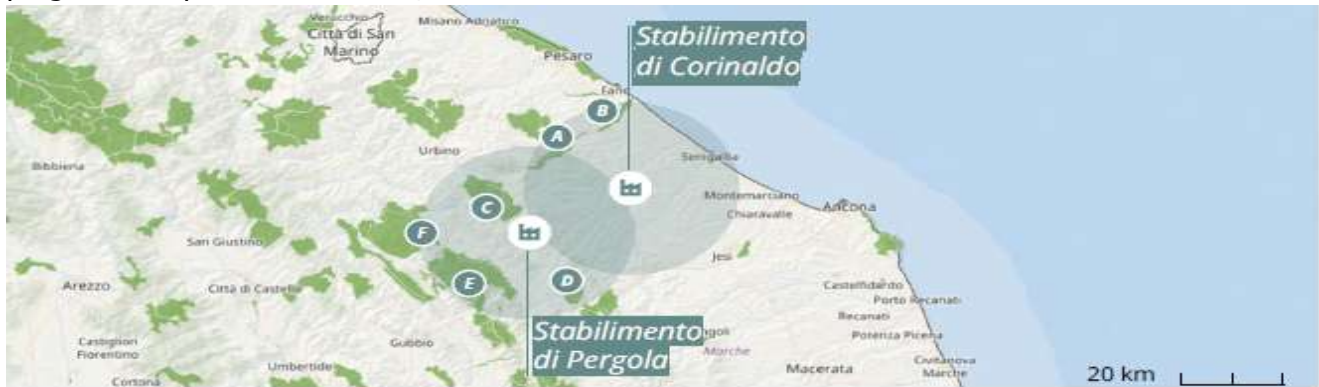 Verucchio
Città di San
Marino
Misano Adriatico
Stabilimento
di Corinaldo
Pesaro
Fano
B
A
Urbino
Senigallia
Bibbiena
Montemarciano
Ancona
Chiaravalle
C
F
San Giustino
Jesi
Arezzo
Città di Castello
E
D
Castelfidardo
Porto Recanati
Recanati
Potenza Picena
Stabilimento
di Pergola
Marche
Castiglion
Fiorentino
Gubbio
Umbertide
Macerata
Civitanova
Marche
Cortona
20 km